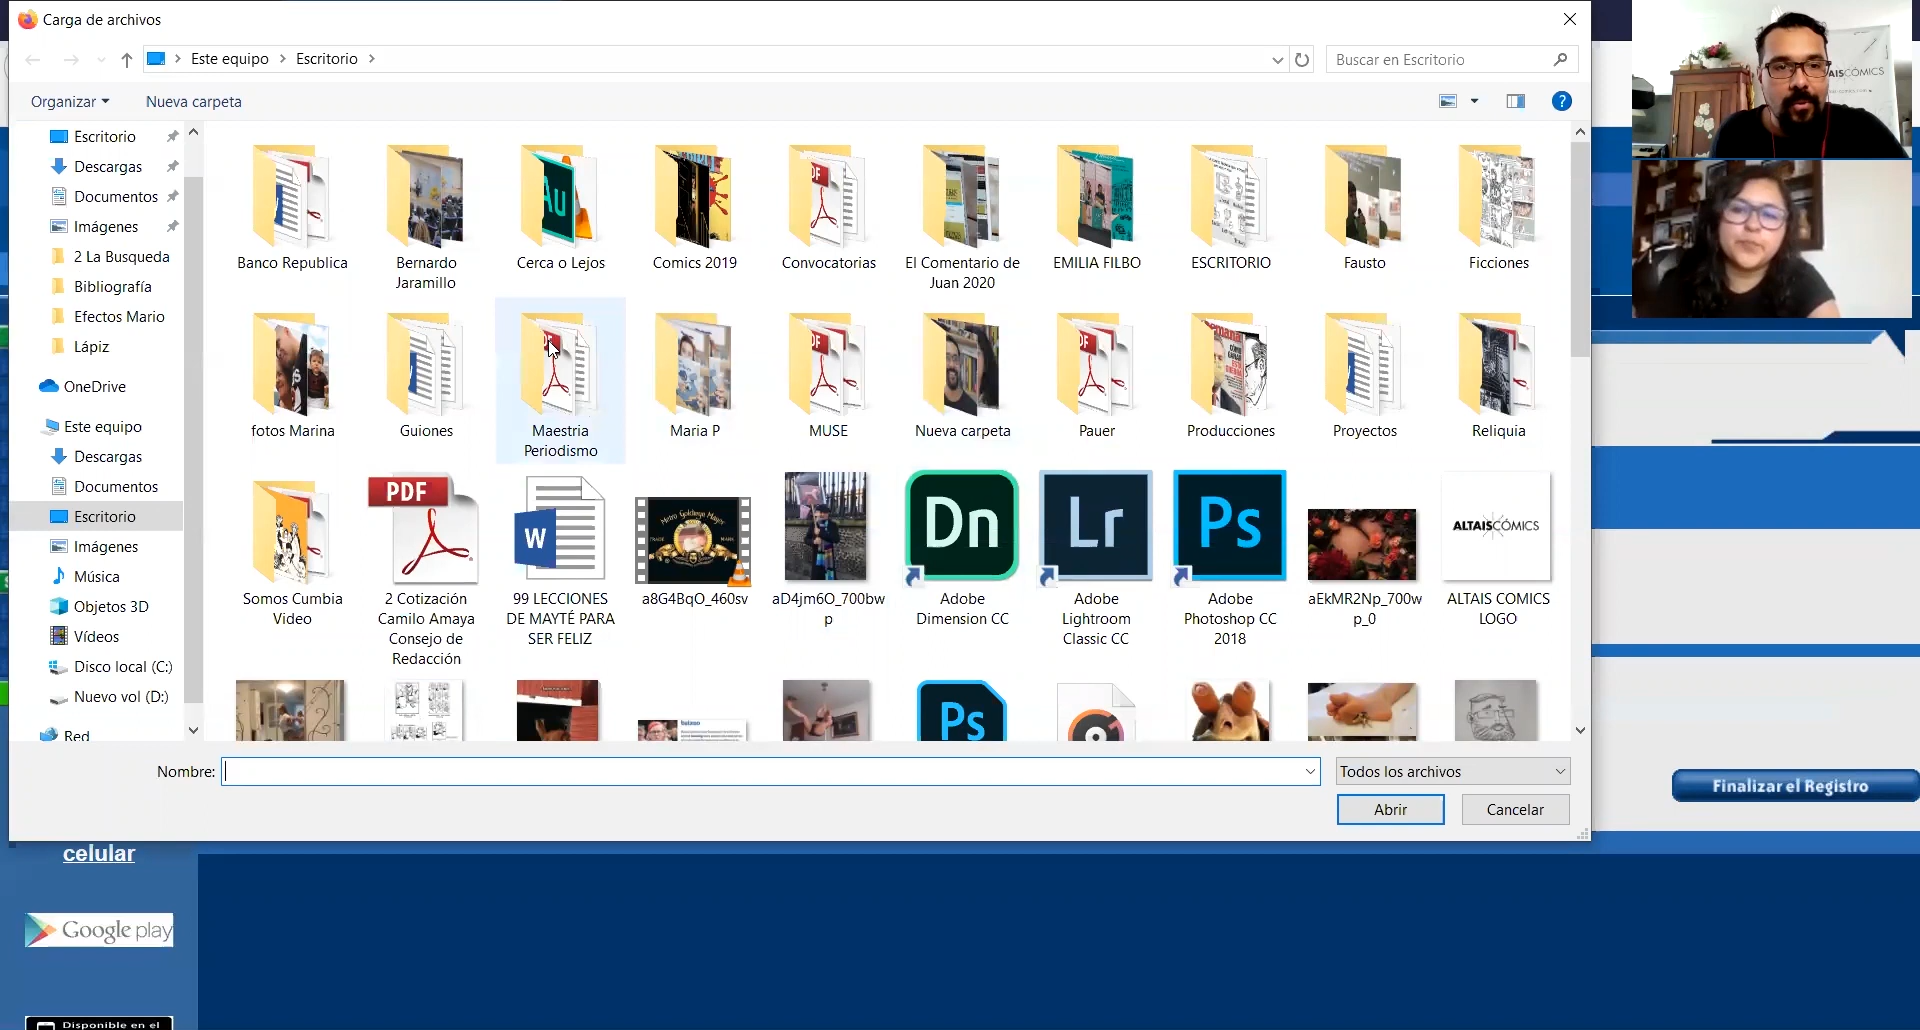 Carga de archivos
Este equipo > Escritorio >
Buscar en Escritorio
Organizar
Nueva carpeta
?
Escritorio
Descargas
Documentos
Imágenes
2 La Busqueda
Bibliografía
Efectos Mario
Lápiz
OneDrive
Este equipo
Descargas
Documentos
Escritorio
Imágenes
Música
Objetos 3D
Vídeos
Disco local (C:)
Nuevo vol (D:)
Red
Banco Republica
Bernardo
Jaramillo
Cerca o Lejos
Comics 2019
Convocatorias
El Comentario de
Juan 2020
EMILIA FILBO
ESCRITORIO
Fausto
Ficciones
fotos Marina
Guiones
Maestria
Periodismo
Maria P
MUSE
Nueva carpeta
Pauer
Producciones
Proyectos
Reliquia
Somos Cumbia
Video
PDF
2 Cotización
Camilo Amaya
Consejo de
Redacción
W
99 LECCIONES
DE MAYTÉ PARA
SER FELIZ
a8G4BqO_460sv
aD4jm6O_700bw
p
Dn
Adobe
Dimension CC
Lr
Adobe
Lightroom
Classic CC
Ps
Adobe
Photoshop CC
2018
aEkMR2Np_700w
p_0
ALTAISCÓMICS
ALTAIS COMICS
LOGO
Ps
Nombre:
Todos los archivos
Abrir
Cancelar
AISCÓMICS
Finalizar el Registro
celular
Google play
Disponible en el